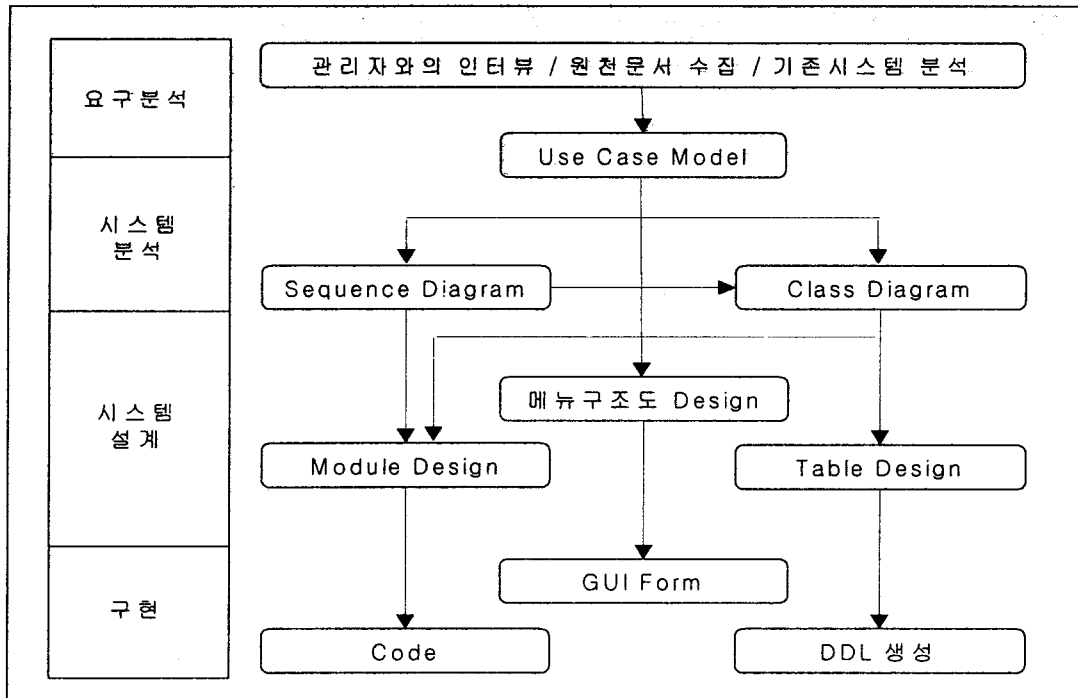 요구분석
관리자와의 인터뷰 / 원천문서 수집 / 기존시스템 분석
Use Case Model
시스템
분석
Sequence Diagram
Class Diagram
시스템
설계
메뉴구조도 Design
Module Design
Table Design
구현
GUI Form
Code
DDL 생성